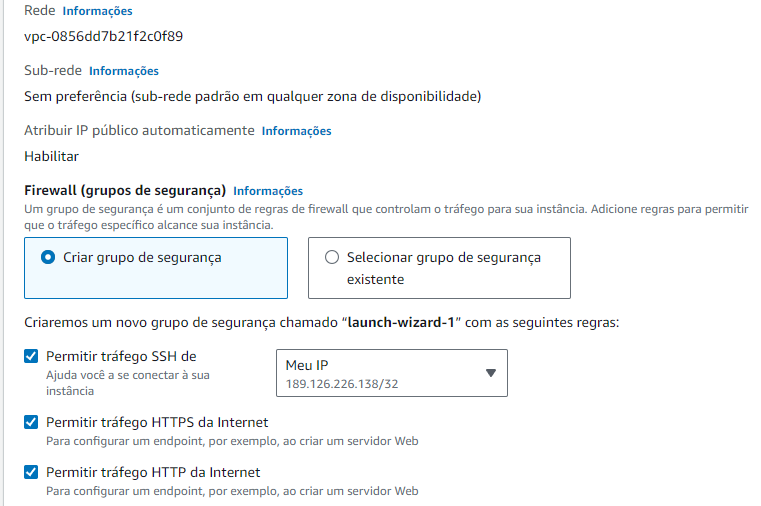 Rede Informações
vpc-0856dd7b21f2c0f89
Sub-rede Informações
Sem preferência (sub-rede padrão em qualquer zona de disponibilidade)
Atribuir IP público automaticamente Informações
Habilitar
Firewall (grupos de segurança) Informações
Um grupo de segurança é um conjunto de regras de firewall que controlam o tráfego para sua instância. Adicione regras para permitir
que o tráfego específico alcance sua instância.
Criar grupo de segurança
Selecionar grupo de segurança
existente
Criaremos um novo grupo de segurança chamado “launch-wizard-1” com as seguintes regras:
Permitir tráfego SSH de
Ajuda você a se conectar à sua
instância
Meu IP
189.126.226.138/32
Permitir tráfego HTTPS da Internet
Para configurar um endpoint, por exemplo, ao criar um servidor Web
Permitir tráfego HTTP da Internet
Para configurar um endpoint, por exemplo, ao criar um servidor Web